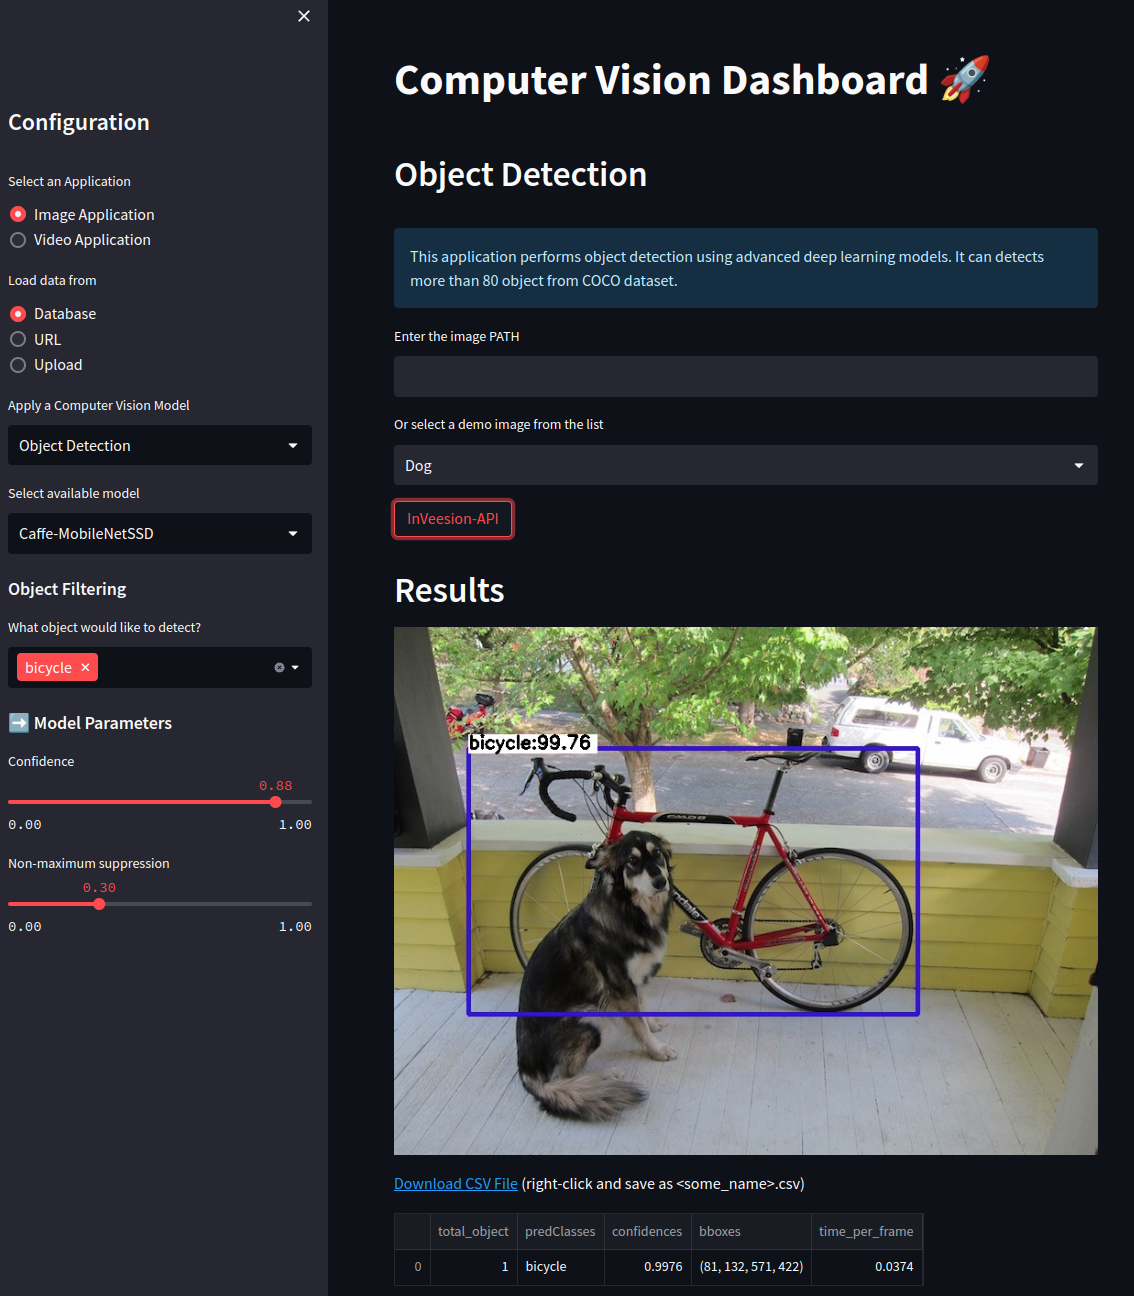 Configuration
Select an Application
Image Application
Video Application
Load data from
Database
URL
Upload
Apply a Computer Vision Model
Object Detection
Select available model
Caffe-MobileNetSSD
Object Filtering
What object would like to detect?
bicycle
Model Parameters
Confidence
0.88
0.00 1.00
Non-maximum suppression
0.30
0.00 1.00
Computer Vision Dashboard
Object Detection
This application performs object detection using advanced deep learning models. It can detects
more than 80 object from COCO dataset.
Enter the image PATH
Or select a demo image from the list
Dog
InVeesion-API
Results
bicycle:99.76
Download CSV File (right-click and save as <some_name>.csv)
total_object predClasses confidences bboxes time_per_frame
0 1 bicycle 0.9976 (81, 132, 571, 422) 0.0374